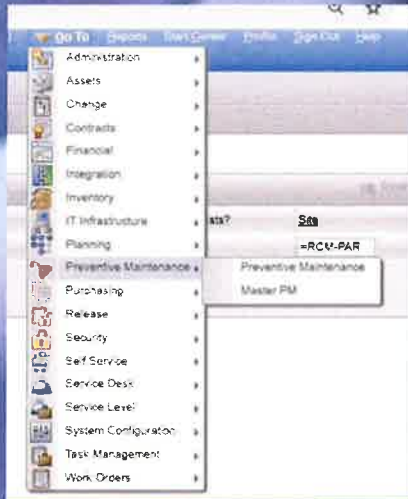 Go To Reports Start Center Profile Sign Out Help
Administration
Assets
Change
Contracts
Financial
Integration
Inventory
IT Infrastructure
Site
Planning
=RCM-PAR
Preventive Maintenance
Preventive Maintenance
Purchasing
Master PM
Release
Security
Self Service
Service Desk
Service Level
System Configuration
Task Management
Work Orders